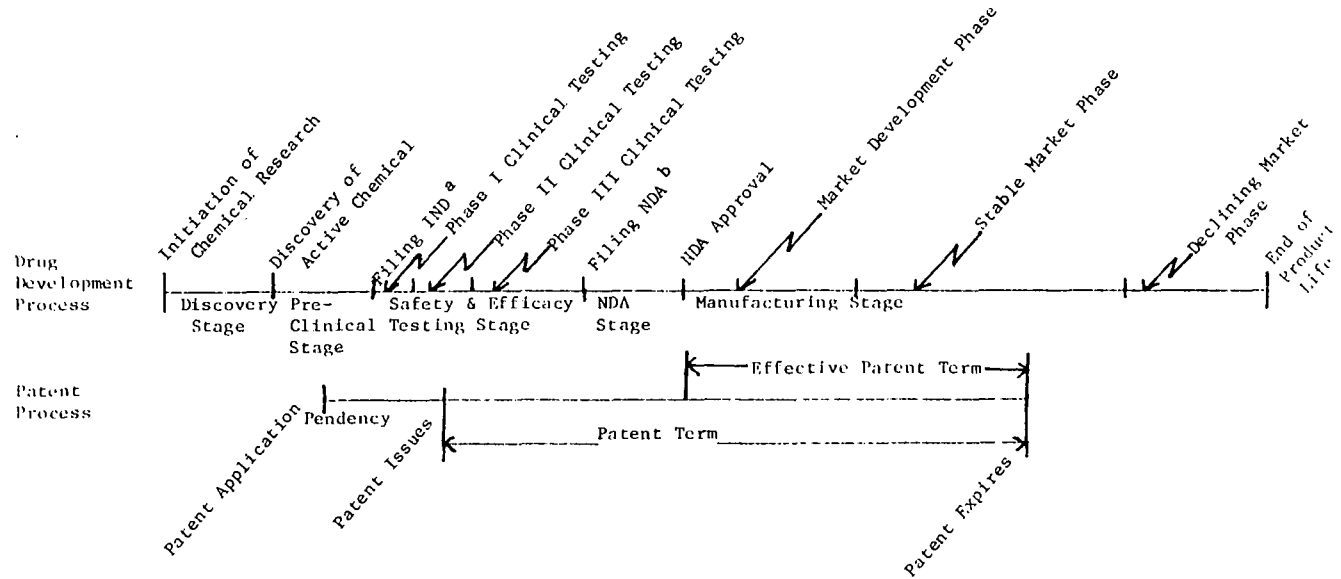 Initiation of
Chemical Research
Discovery of
Active Chemical
Filing IND a
Phase I Clinical Testing
Phase II Clinical Testing
Phase III Clinical Testing
Filing NDA b
NDA Approval
Market Development Phase
Stable Market Phase
Declining Market
Phase
End of
Product
Life
Drug
Development
Process
Discovery
Stage
Pre-
Clinical
Stage
Safety & Efficacy
Testing Stage
NDA
Stage
Manufacturing Stage
Effective Patent Term
Patent
Process
Pendency
Patent Term
Patent Application
Patent Issues
Patent Expires